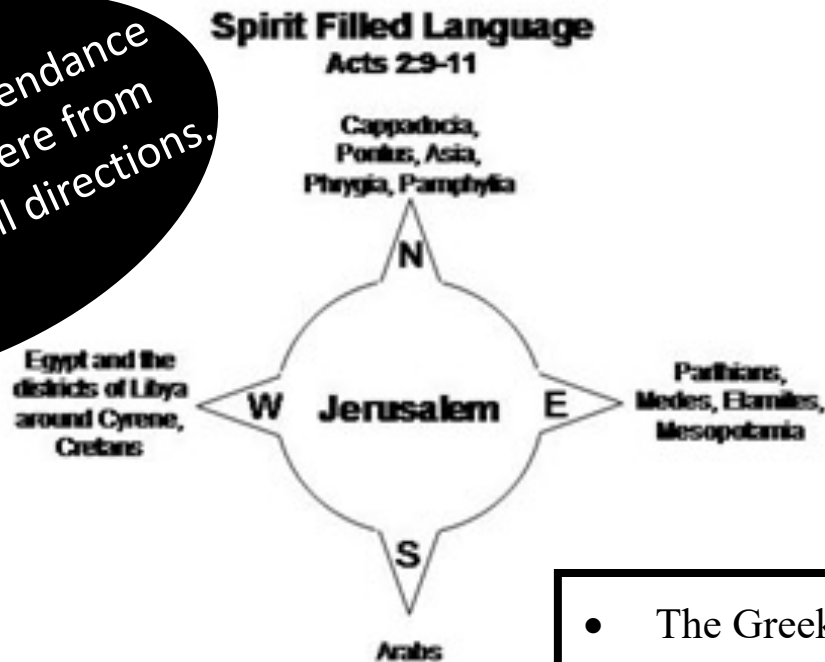 Spirit Filled Language
Acts 2:9-11
endance
ere from
ll directions.
Cappadocia,
Pontus, Asia,
Phrygia, Pamphylia
N
Egypt and the
districts of Libya
around Cyrene,
Cretans
W
Jerusalem
E
Parthians,
Medes, Elamites,
Mesopotamia
S
Arabs
• The Greek